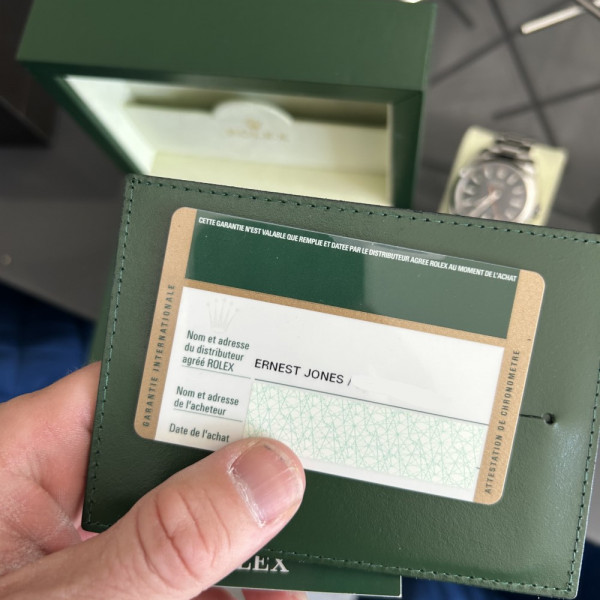 ROLEX
CETTE GARANTIE N'EST VALABLE QUE REMPLIE ET DATEE PAR LE DISTRIBUTEUR AGREE ROLEX AU MOMENT DE L'ACHAT
GARANTIE INTERNATIONALE
Nom et adresse
du distributeur
agréé ROLEX
ERNEST JONES /
Nom et adresse
de l'acheteur
Date de l'achat
ATTESTATION DE CHRONOMETRE